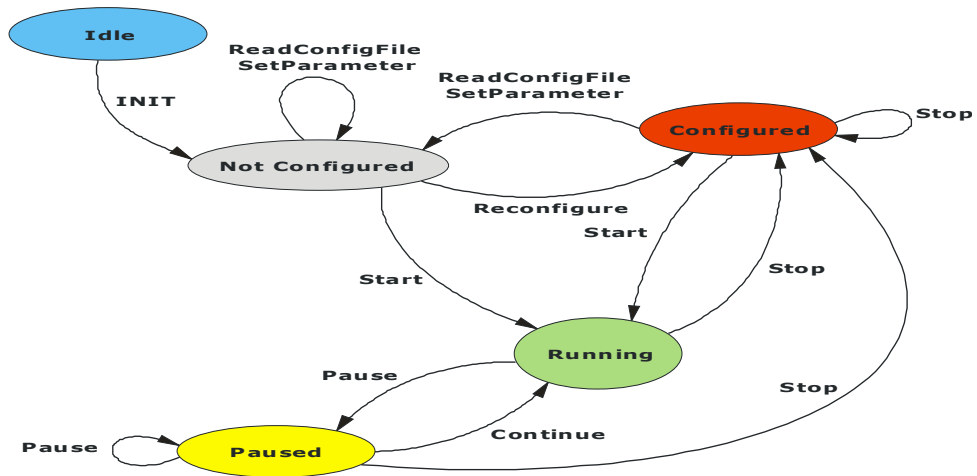 Idle
ReadConfigFile
SetParameter
ReadConfigFile
SetParameter
INIT
Configured
Stop
Not Configured
Reconfigure
Start
Stop
Start
Running
Pause
Stop
Continue
Pause
Paused